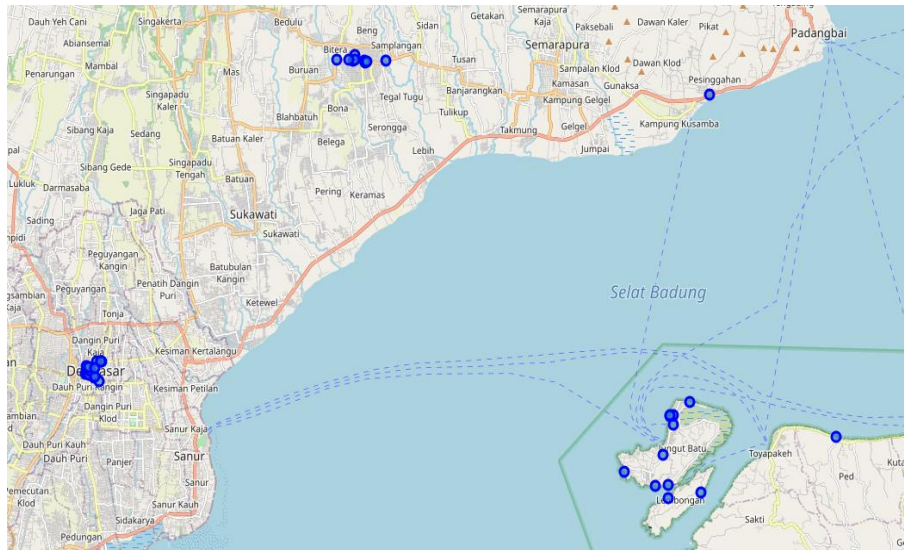 Beng
Getakan
Semarapura
Kaja
Paksebali
Dawan Kaler
Pikat
Dauh Yeh Cani
Singakerta
Bedulu
Sidan
Padangbai
Abiansemal
Singakerta
Bitera
Samplangan
Semarapura
Dawan Klod
Penarungan
Mambal
Mas
Buruan
Tusan
Sampalan Klod
Pesinggahan
Singapadu
Kaler
Bona
Tegal Tugu
Banjarangkan
Kamasan
Gunaksa
Kampung Gelgel
Blahbatuh
Tulikup
Kampung Kusamba
Sibang Kaja
Sedang
Batuan Kaler
Serongga
Takmung
Gelgel
Belega
Lebih
Jumpai
Sibang Gede
Singapadu
Tengah
Batuan
Lukluk
Darmasaba
Pering
Keramas
Jaga Pati
Sukawati
Sading
Angantaka
Sukawati
Peguyangan
Kangin
Batubulan
Kangin
Penatih Dangin
Puri
Selat Badung
Tonja
Ketewel
Dangin Puri
Kaja
Kesiman Kertalangu
Denpasar
Dauh Puri Kangin
Kesiman Petilan
Dangin Puri
Klod
Sanur Kaja
Dauh Puri Kauh
Dauh Puri
Sanur
Jungut Batu
Toyapakeh
Ped
Panjer
Pemecutan
Klod
Sanur
Lembongan
Sanur Kauh
Sakti
Sidakarya
Pedungan